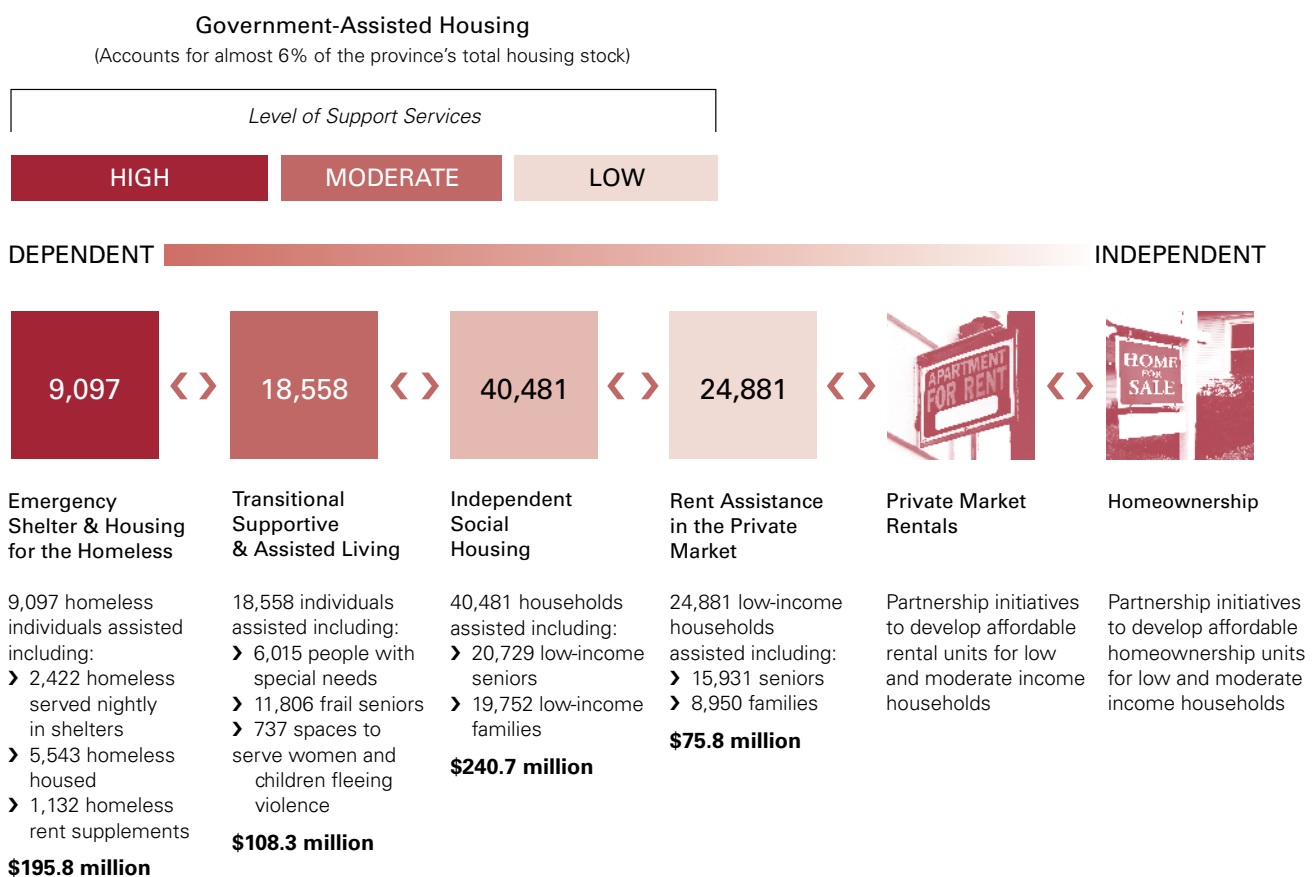 Government-Assisted Housing
(Accounts for almost 6% of the province's total housing stock)
Level of Support Services
HIGH
MODERATE
LOW
DEPENDENT
INDEPENDENT
9,097
18,558
40,481
24,881
APARTMENT
FOR RENT
HOME
FOR
SALE
Emergency
Shelter & Housing
for the Homeless
9,097 homeless
individuals assisted
including:
❯ 2,422 homeless
served nightly
in shelters
❯ 5,543 homeless
housed
❯ 1,132 homeless
rent supplements
$195.8 million
Transitional
Supportive
& Assisted Living
18,558 individuals
assisted including:
❯ 6,015 people with
special needs
❯ 11,806 frail seniors
❯ 737 spaces to
serve women and
children fleeing
violence
$108.3 million
Independent
Social
Housing
40,481 households
assisted including:
❯ 20,729 low-income
seniors
❯ 19,752 low-income
families
$240.7 million
Rent Assistance
in the Private
Market
24,881 low-income
households
assisted including:
❯ 15,931 seniors
❯ 8,950 families
$75.8 million
Private Market
Rentals
Partnership initiatives
to develop affordable
rental units for low
and moderate income
households
Homeownership
Partnership initiatives
to develop affordable
homeownership units
for low and moderate
income households